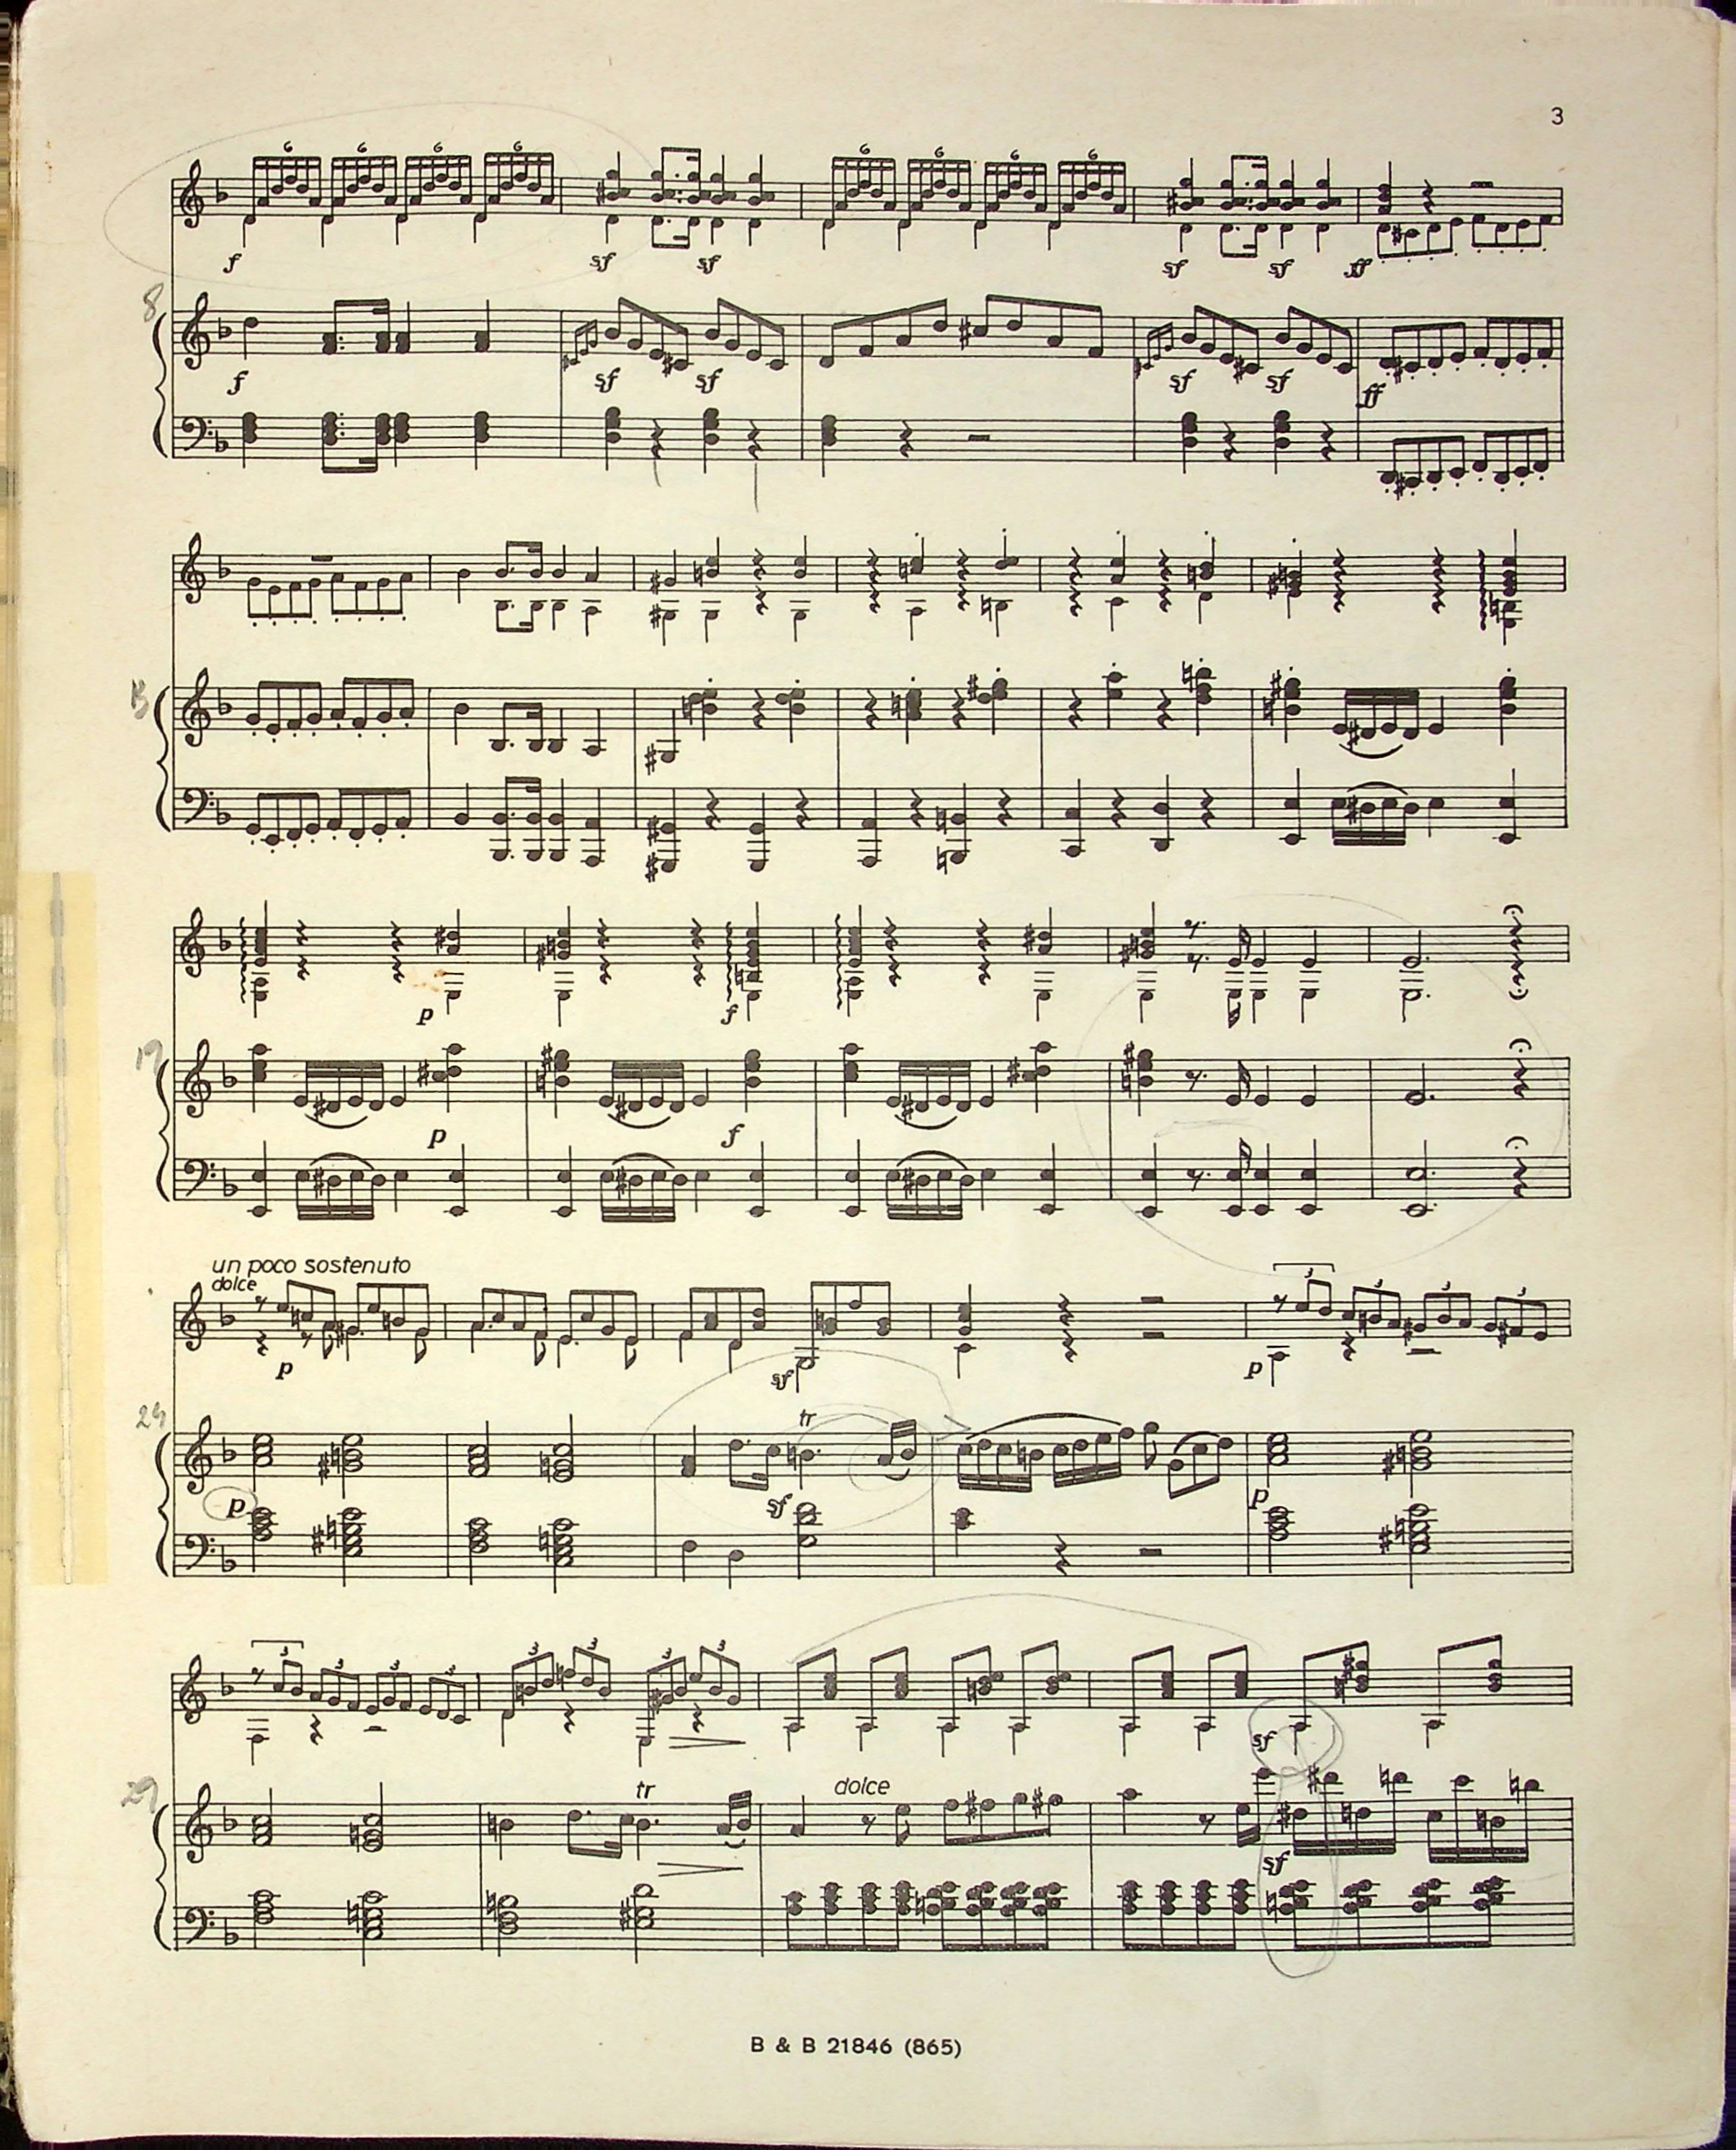 3
6 6 6 6 6 6 6 6
f sf sf sf sf ff
8
f sf sf sf sf ff
13
p f
19
p f
un poco sostenuto
dolce
3 3 3 3
p sf p
24
tr
p sf p
3 3 3 3 3 3 3 3
sf
29
tr dolce
sf
B & B 21846 (865)